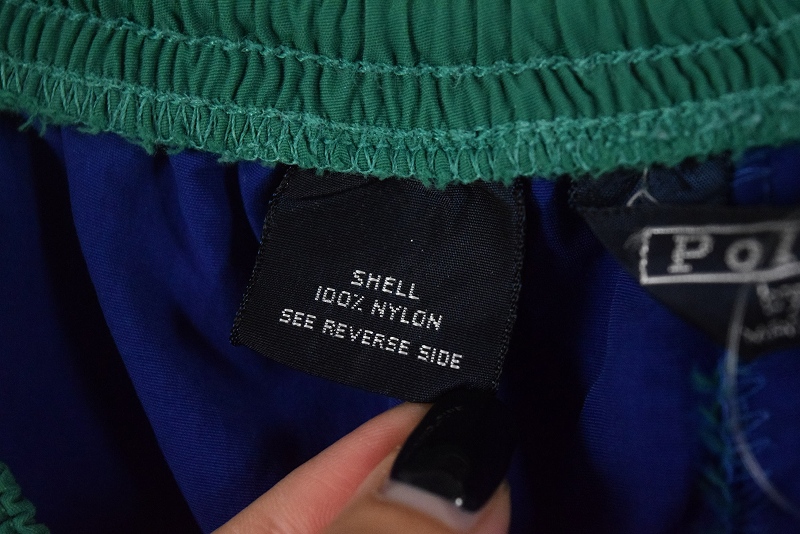 SHELL
100% NYLON
SEE REVERSE SIDE
Pol